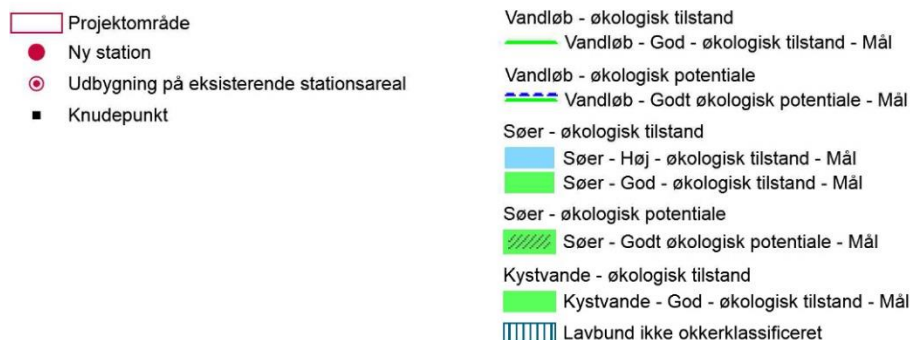 Projektområde
Ny station
Udbygning på eksisterende stationsareal
Knudepunkt
Vandløb - økologisk tilstand
Vandløb - God - økologisk tilstand - Mål
Vandløb - økologisk potentiale
Vandløb - Godt økologisk potentiale - Mål
Søer - økologisk tilstand
Søer - Høj - økologisk tilstand - Mål
Søer - God - økologisk tilstand - Mål
Søer - økologisk potentiale
Søer - Godt økologisk potentiale - Mål
Kystvande - økologisk tilstand
Kystvande - God - økologisk tilstand - Mål
Lavbund ikke okkerklassificeret